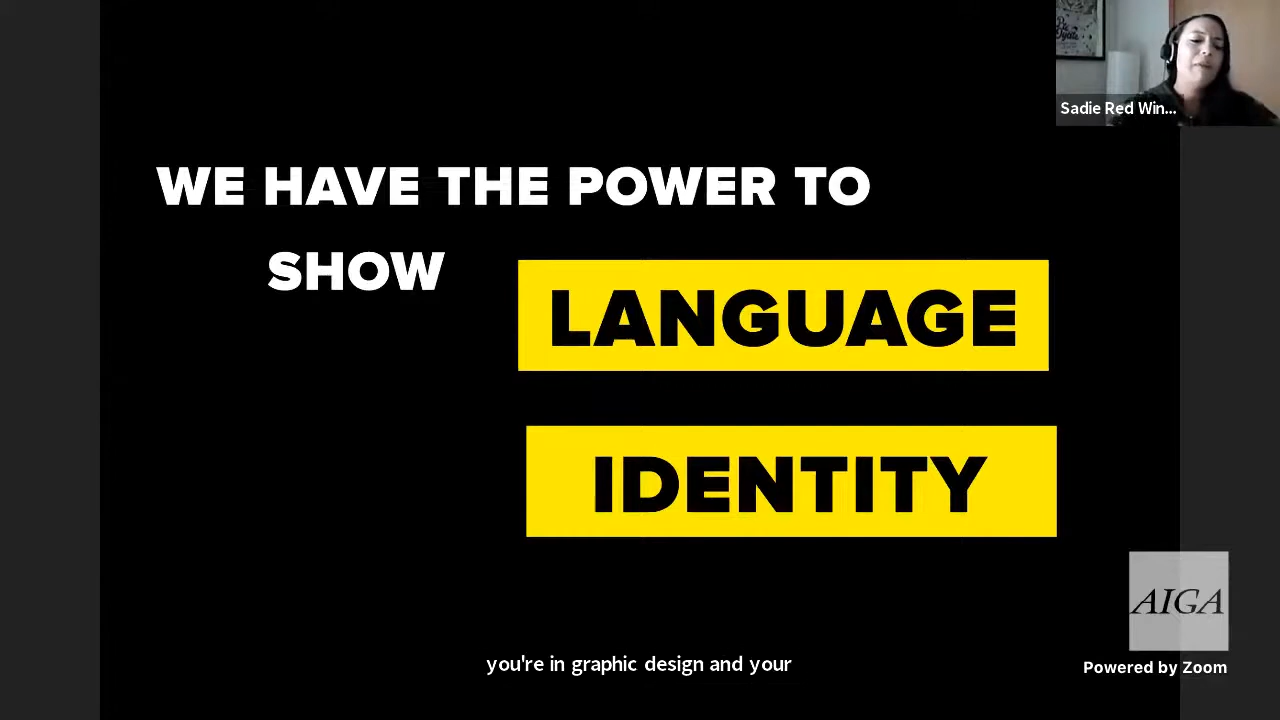 Sadie Red Win...
WE HAVE THE POWER TO
SHOW
LANGUAGE
IDENTITY
AIGA
you're in graphic design and your
Powered by Zoom